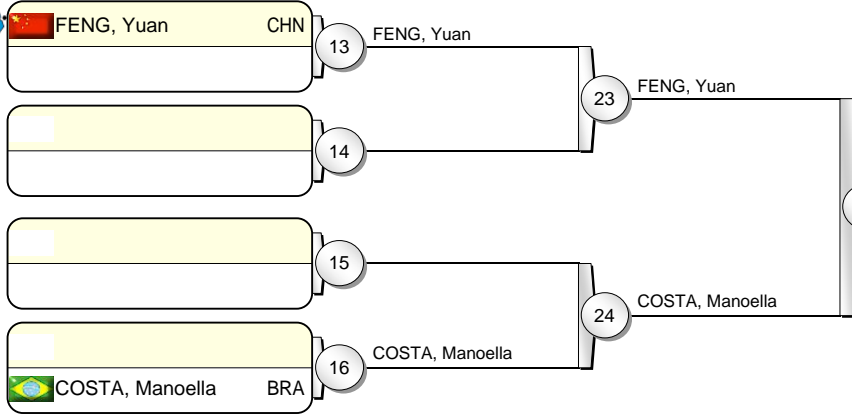 FENG, Yuan CHN
13
FENG, Yuan
23
FENG, Yuan
14
15
24
COSTA, Manoella
16
COSTA, Manoella
COSTA, Manoella BRA